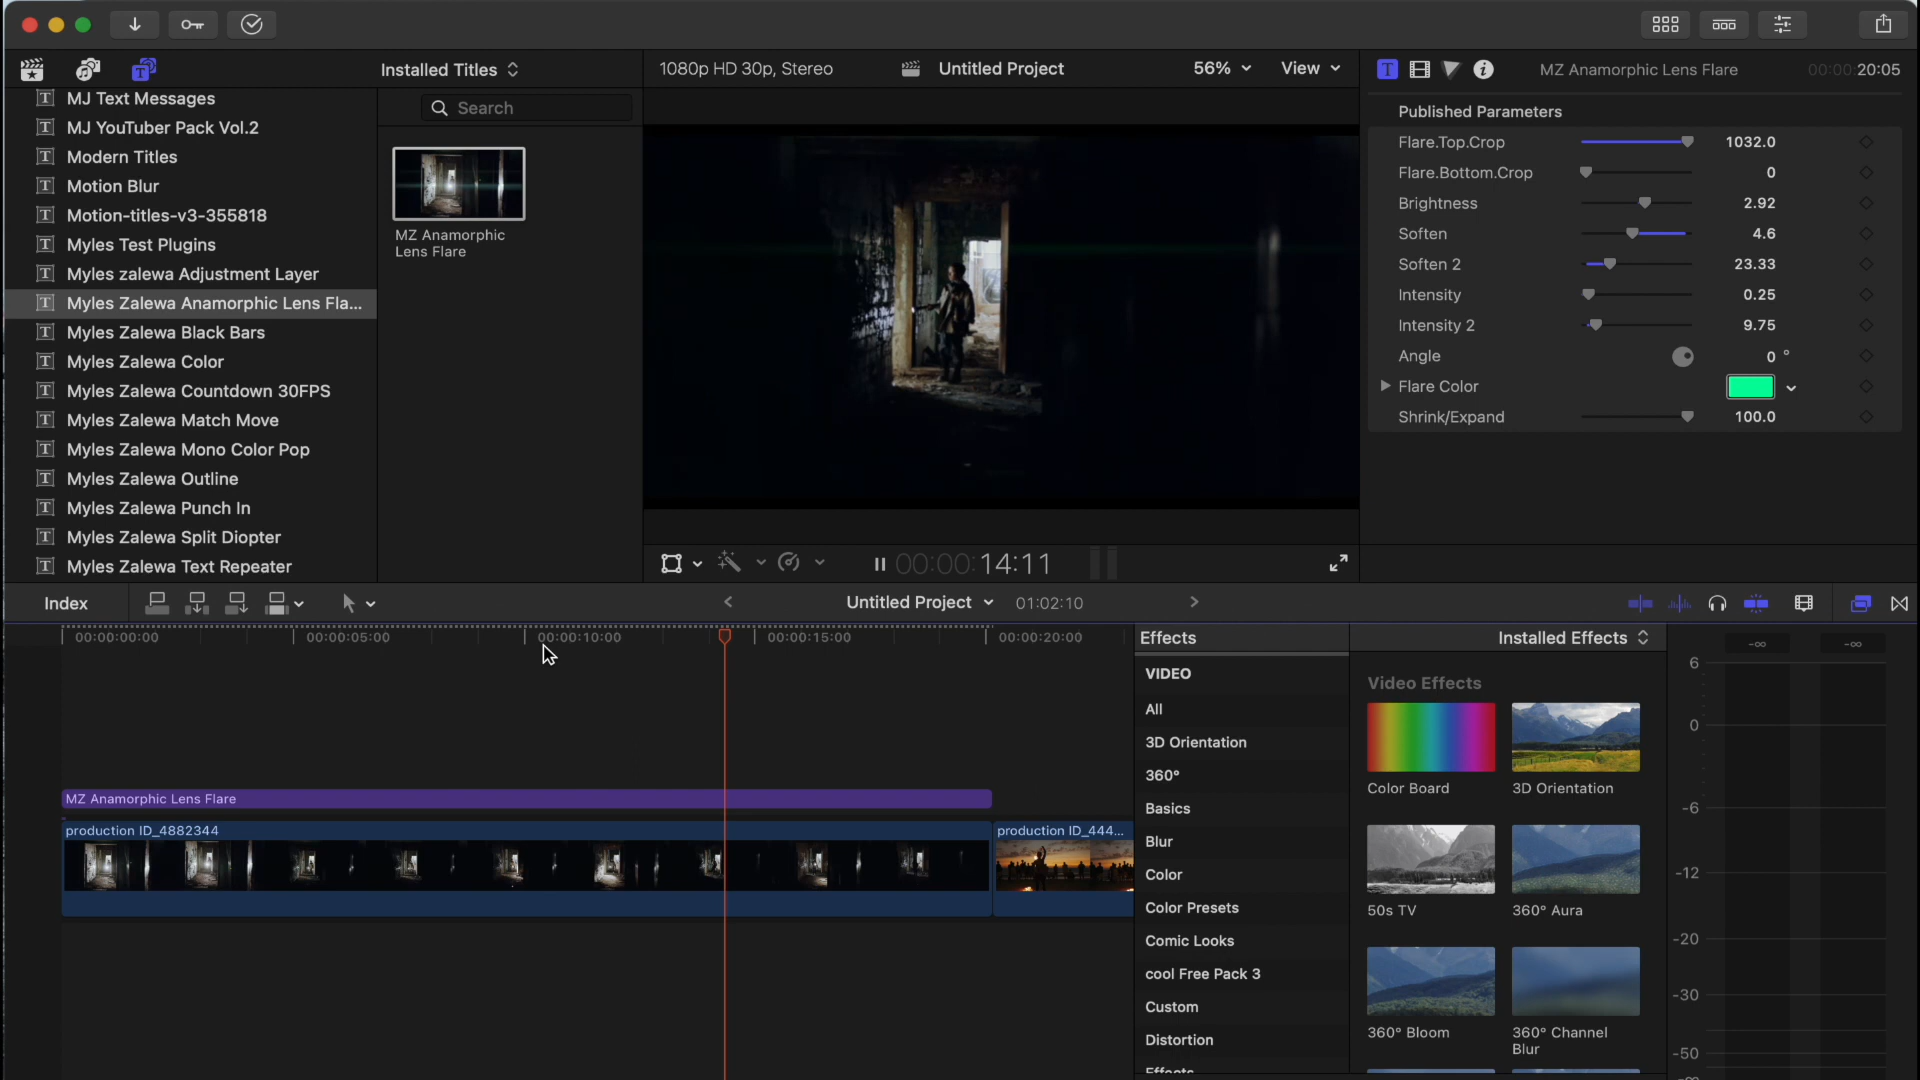 Installed Titles
1080p HD 30p, Stereo
Untitled Project
56%
View
MZ Anamorphic Lens Flare
00:00:20:05
MJ Text Messages
MJ YouTuber Pack Vol.2
Modern Titles
Motion Blur
Motion-titles-v3-355818
Myles Test Plugins
Myles zalewa Adjustment Layer
Myles Zalewa Anamorphic Lens Fla...
Myles Zalewa Black Bars
Myles Zalewa Color
Myles Zalewa Countdown 30FPS
Myles Zalewa Match Move
Myles Zalewa Mono Color Pop
Myles Zalewa Outline
Myles Zalewa Punch In
Myles Zalewa Split Diopter
Myles Zalewa Text Repeater
Search
MZ Anamorphic
Lens Flare
Published Parameters
Flare.Top.Crop 1032.0
Flare.Bottom.Crop 0
Brightness 2.92
Soften 4.6
Soften 2 23.33
Intensity 0.25
Intensity 2 9.75
Angle 0 °
Flare Color
Shrink/Expand 100.0
00:00:14:11
Index
Untitled Project
01:02:10
00:00:00:00
00:00:05:00
00:00:10:00
00:00:15:00
00:00:20:00
MZ Anamorphic Lens Flare
production ID_4882344
production ID_444...
Effects
Installed Effects
VIDEO
All
3D Orientation
360°
Basics
Blur
Color
Color Presets
Comic Looks
cool Free Pack 3
Custom
Distortion
Effects
Video Effects
Color Board
3D Orientation
50s TV
360° Aura
360° Bloom
360° Channel
Blur
-∞
-∞
6
0
-6
-12
-20
-30
-50
-∞